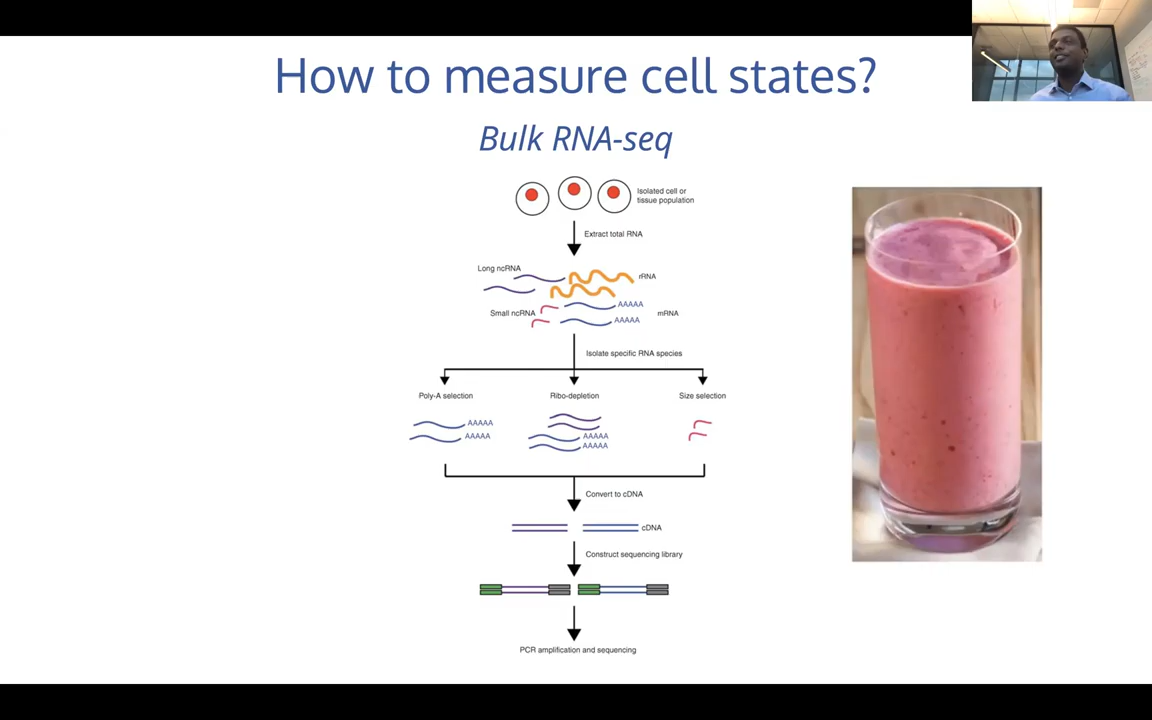 How to measure cell states?
Bulk RNA-seq
Isolated cell or
tissue population
Extract total RNA
Long ncRNA
rRNA
AAAAA
Small ncRNA
mRNA
AAAAA
Isolate specific RNA species
Poly-A selection
Ribo-depletion
Size selection
AAAAA
AAAAA
AAAAA
AAAAA
Convert to cDNA
cDNA
Construct sequencing library
PCR amplification and sequencing